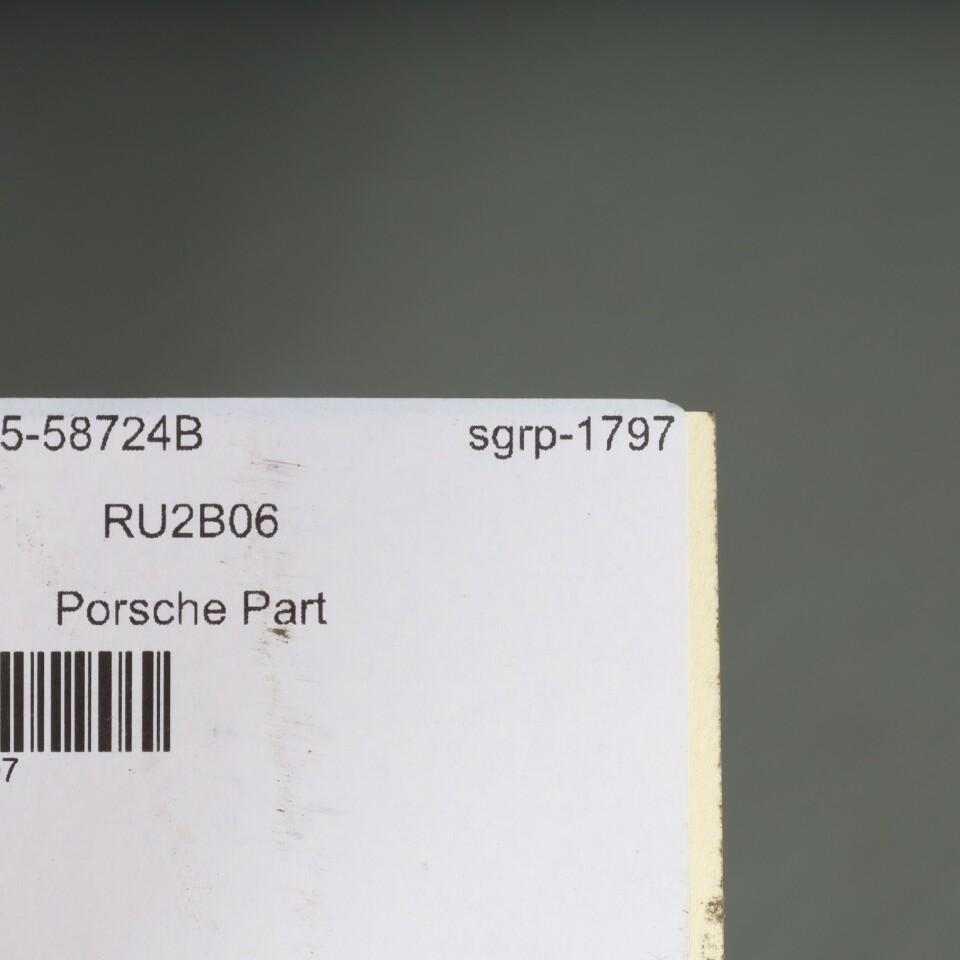 5-58724B sgrp-1797
RU2B06
Porsche Part
7